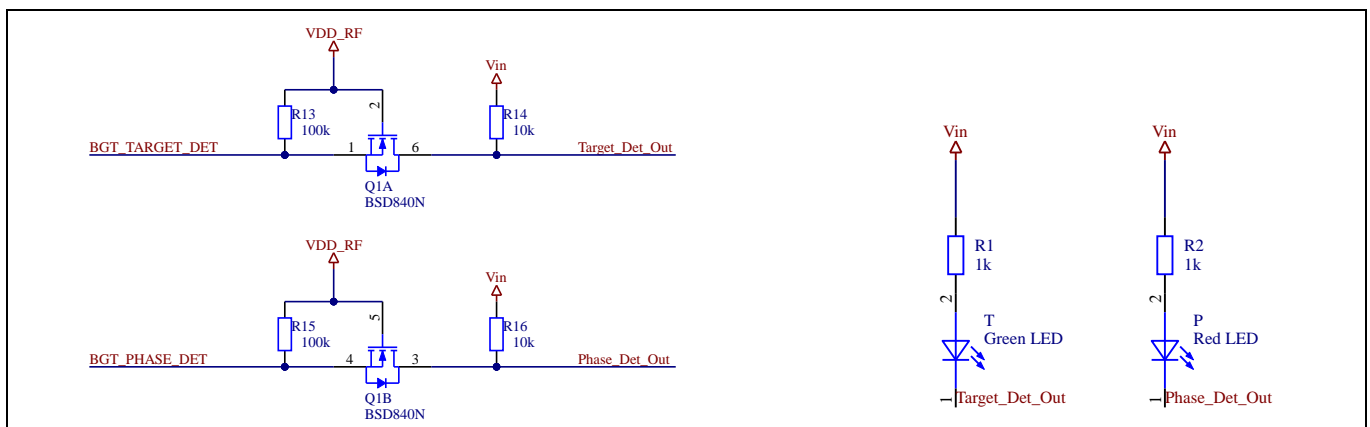 VDD_RF
Vin
2
R13
100k
R14
10k
BGT_TARGET_DET
1
6
Target_Det_Out
Q1A
BSD840N
VDD_RF
Vin
5
R15
100k
R16
10k
BGT_PHASE_DET
4
3
Phase_Det_Out
Q1B
BSD840N
Vin
R1
1k
2
T
Green LED
1
Target_Det_Out
Vin
R2
1k
2
P
Red LED
1
Phase_Det_Out